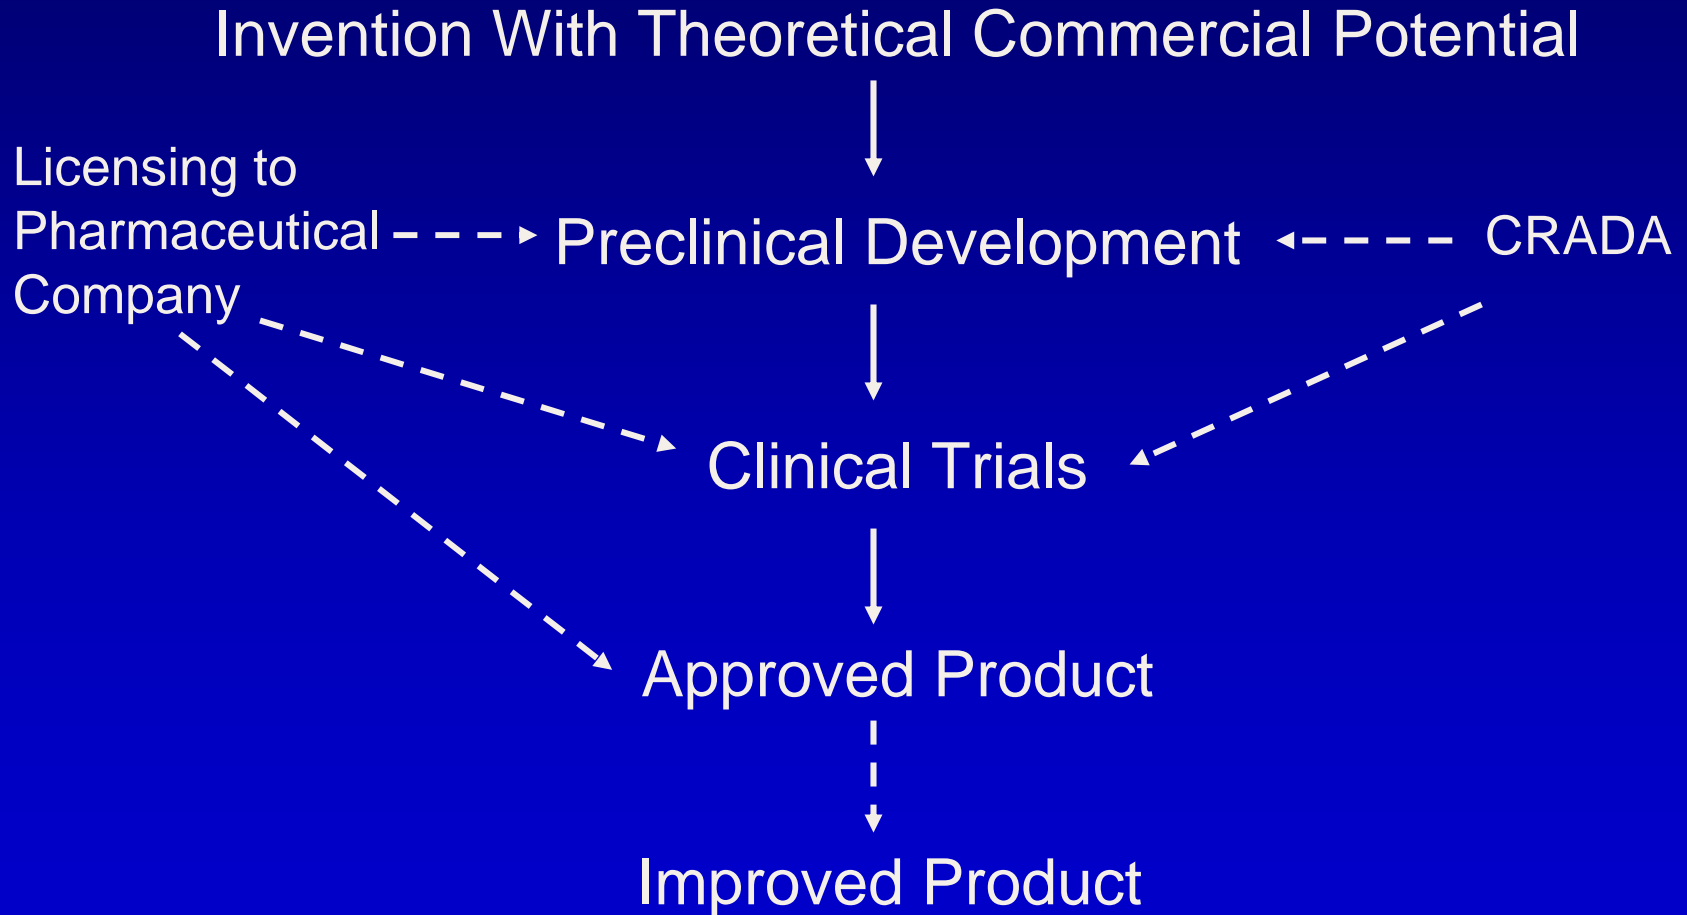 Invention With Theoretical Commercial Potential
Licensing to
Pharmaceutical
Company
Preclinical Development
CRADA
Clinical Trials
Approved Product
Improved Product